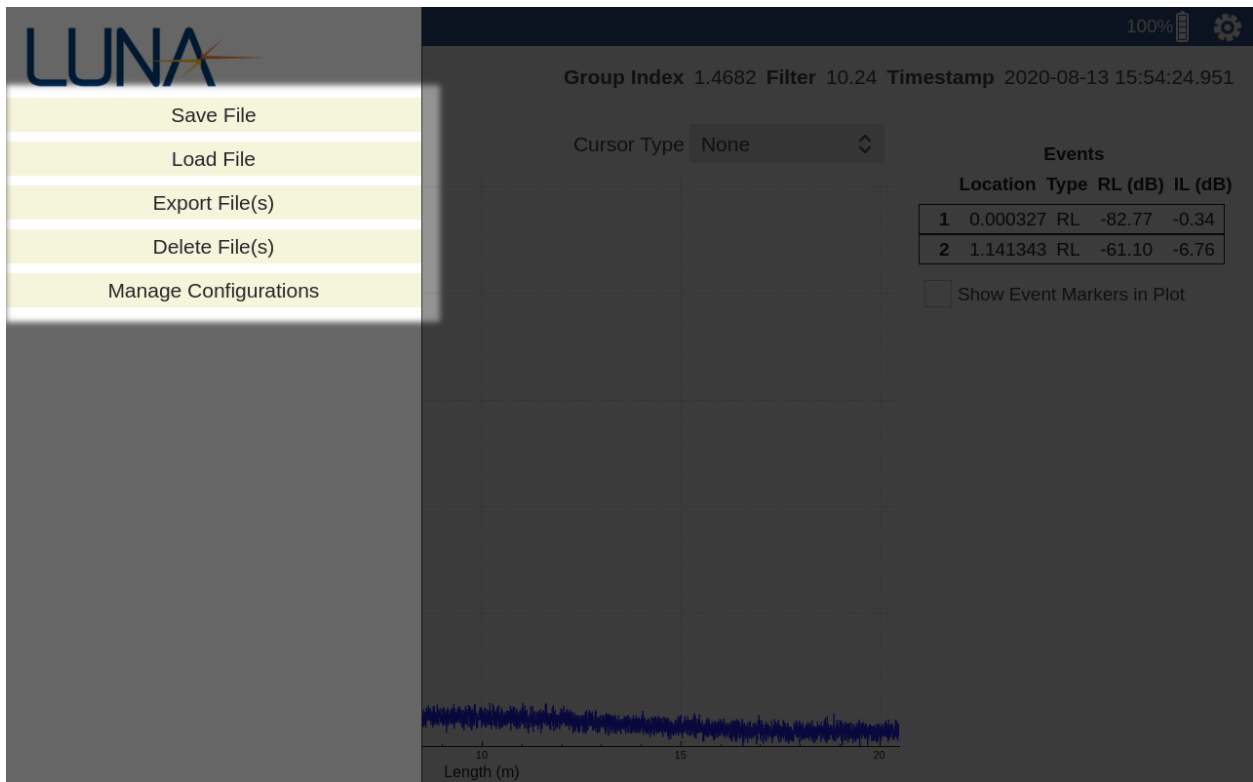 LUNA
100%
Group Index 1.4682 Filter 10.24 Timestamp 2020-08-13 15:54:24.951
Save File
Load File
Export File(s)
Delete File(s)
Manage Configurations
Cursor Type None
Events
Location Type RL (dB) IL (dB)
1 0.000327 RL -82.77 -0.34
2 1.141343 RL -61.10 -6.76
Show Event Markers in Plot
10 15 20
Length (m)